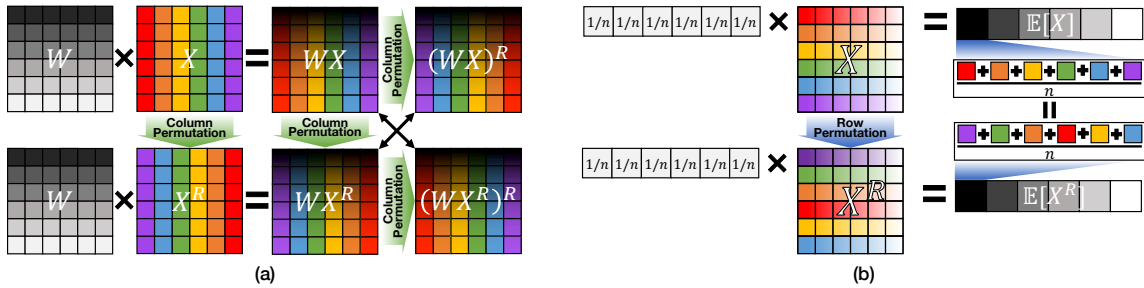 W × X = WX Column Permutation (WX)^R
Column Permutation Column Permutation
W × X^R = WX^R Column Permutation (WX^R)^R
(a)
1/n 1/n 1/n 1/n 1/n 1/n × X = 𝔼[X]
+ + + + +
n
Row Permutation =
+ + + + +
n
1/n 1/n 1/n 1/n 1/n 1/n × X^R = 𝔼[X^R]
(b)